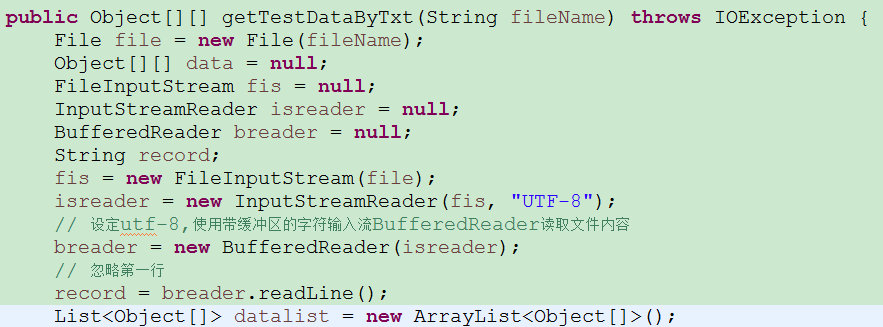 public Object[][] getTestDataByTxt(String fileName) throws IOException {
File file = new File(fileName);
Object[][] data = null;
FileInputStream fis = null;
InputStreamReader isreader = null;
BufferedReader breader = null;
String record;
fis = new FileInputStream(file);
isreader = new InputStreamReader(fis, "UTF-8");
// 设定utf-8,使用带缓冲区的字符输入流BufferedReader读取文件内容
breader = new BufferedReader(isreader);
// 忽略第一行
record = breader.readLine();
List<Object[]> datalist = new ArrayList<Object[]>();